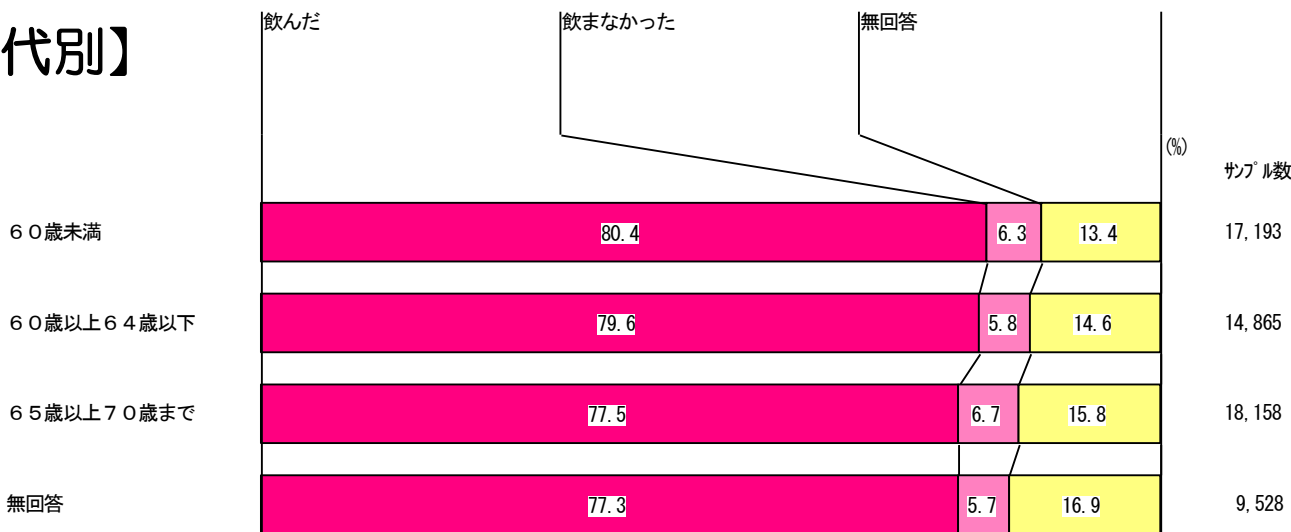 代別】
飲んだ 飲まなかった 無回答
(%)
ｻﾝﾌﾟﾙ数
６０歳未満 80.4 6.3 13.4 17,193
６０歳以上６４歳以下 79.6 5.8 14.6 14,865
６５歳以上７０歳まで 77.5 6.7 15.8 18,158
無回答 77.3 5.7 16.9 9,528